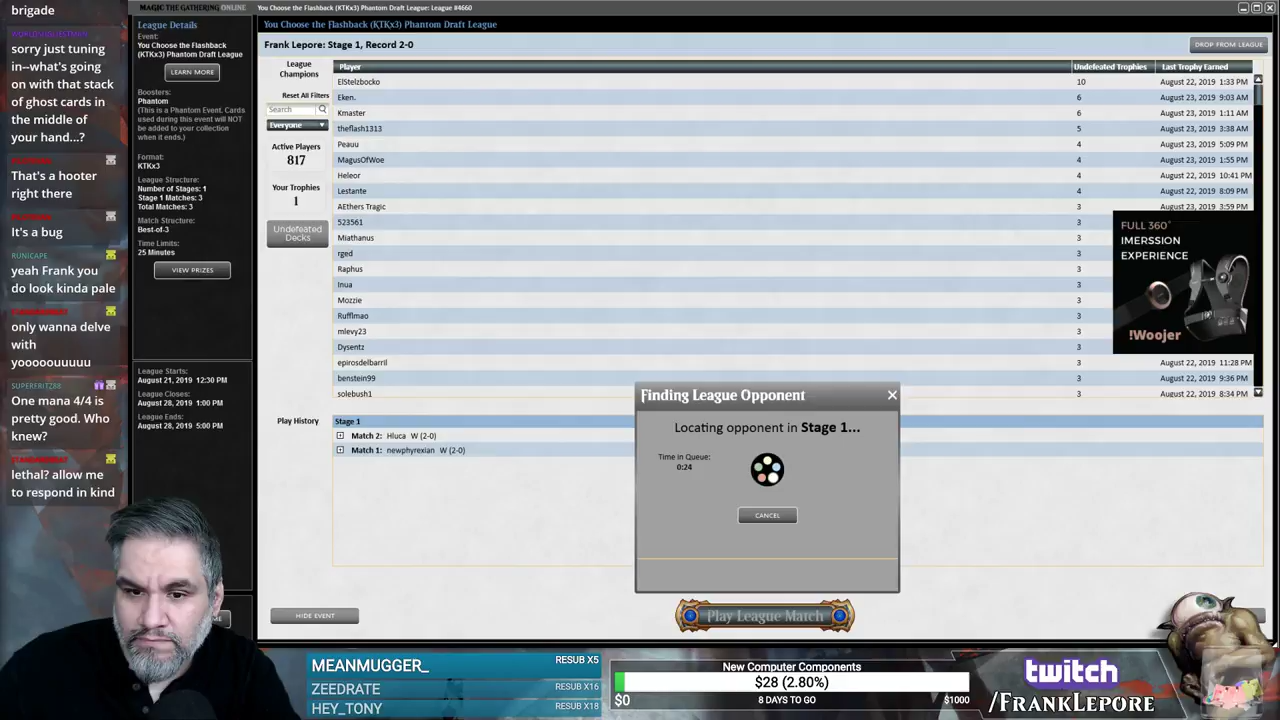 brigade
WORLDSHBLESTMAN
sorry just tuning
in--what's going
on with that stack
of ghost cards in
the middle of
your hand...?
That's a hooter
right there
It's a bug
RUNICAPE
yeah Frank you
do look kinda pale
only wanna delve
with
yoooouuuuu
SUPERFRITZ88
One mana 4/4 is
pretty good. Who
knew?
lethal? allow me
to respond in kind
MAGIC: THE GATHERING ONLINE
You Choose the Flashback (KTKx3) Phantom Draft League: League #4660
League Details
Event:
You Choose the Flashback
(KTKx3) Phantom Draft League
LEARN MORE
Boosters:
Phantom
(This is a Phantom Event. Cards
used during this event will NOT
be added to your collection
when it ends.)
Format:
KTKx3
League Structure:
Number of Stages: 1
Stage 1 Matches: 3
Total Matches: 3
Match Structure:
Best-of-3
Time Limits:
25 Minutes
VIEW PRIZES
League Starts:
August 21, 2019 12:30 PM
League Closes:
August 28, 2019 1:00 PM
League Ends:
August 28, 2019 5:00 PM
You Choose the Flashback (KTKx3) Phantom Draft League
Frank Lepore: Stage 1, Record 2-0
DROP FROM LEAGUE
League
Champions
Reset All Filters
Search
Everyone
Active Players
817
Your Trophies
1
Undefeated
Decks
Player Undefeated Trophies Last Trophy Earned
ElStelzbocko 10 August 22, 2019 1:33 PM
Eken. 6 August 23, 2019 9:03 AM
Kmaster 6 August 23, 2019 1:11 AM
theflash1313 5 August 23, 2019 3:38 AM
Peauu 4 August 23, 2019 5:09 PM
MagusOfWoe 4 August 23, 2019 1:55 PM
Heleor 4 August 22, 2019 10:41 PM
Lestante 4 August 22, 2019 8:09 PM
AEthers Tragic 3 August 23, 2019 3:59 PM
523561 3
Miathanus 3
rged 3
Raphus 3
Inua 3
Mozzie 3
Rufflmao 3
mlevy23 3
Dysentz 3
epirosdelbarril 3 August 22, 2019 11:28 PM
benstein99 3 August 22, 2019 9:36 PM
solebush1 3 August 22, 2019 8:34 PM
FULL 360°
IMERSSION
EXPERIENCE
!Woojer
Play History
Stage 1
Match 2: Hluca W (2-0)
Match 1: newphyrexian W (2-0)
Finding League Opponent
Locating opponent in Stage 1...
Time in Queue:
0:24
CANCEL
HIDE EVENT
Play League Match
MEANMUGGER_ RESUB X5
ZEEDRATE RESUB X16
HEY_TONY RESUB X18
New Computer Components
$28 (2.80%)
$0 8 DAYS TO GO $1000
twitch
/FRANKLEPORE